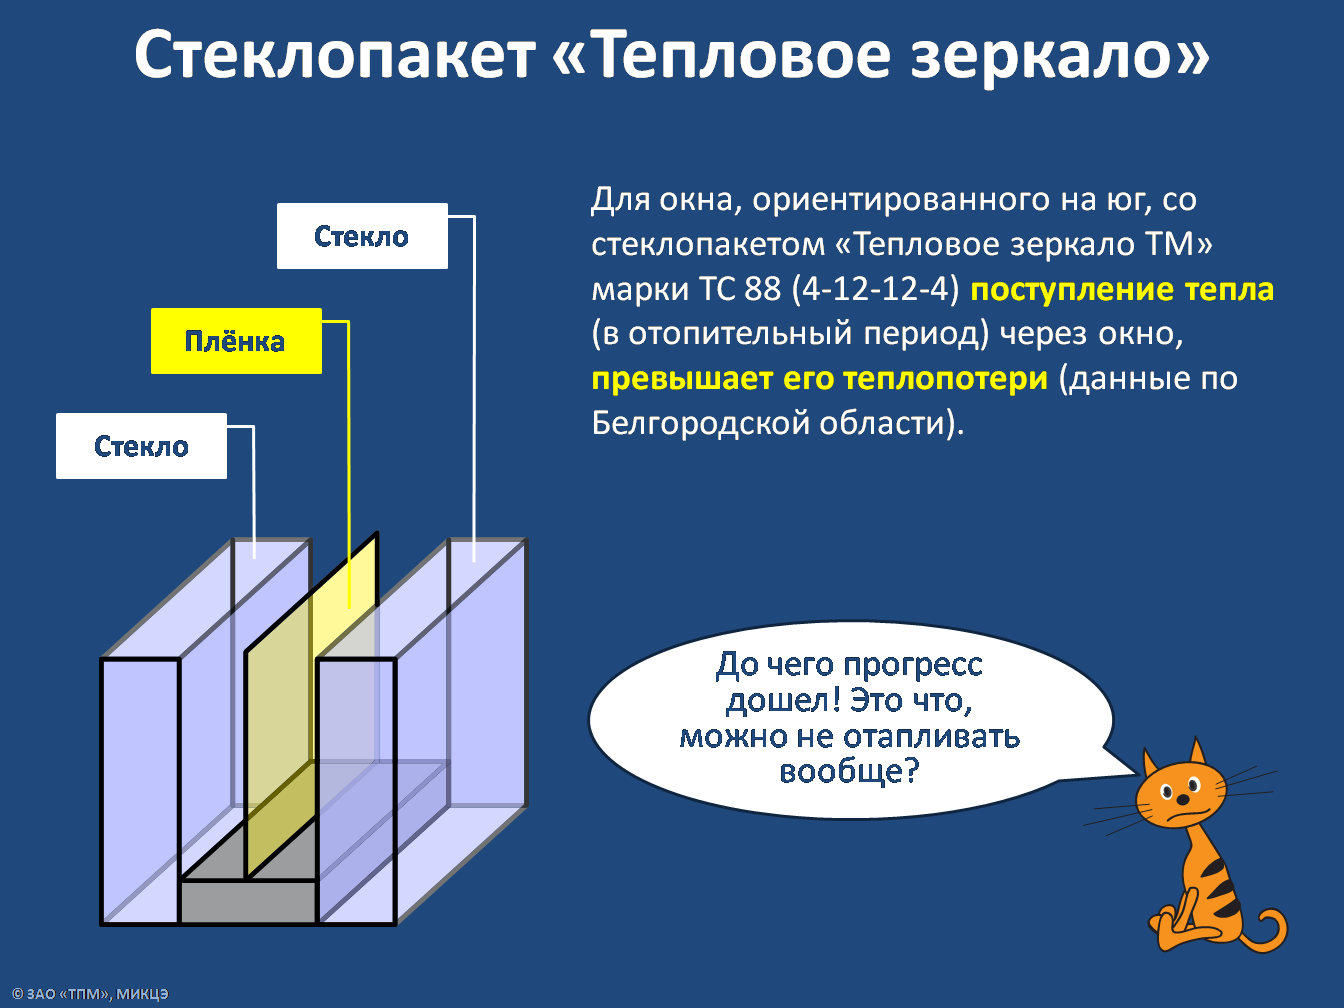 Стеклопакет «Тепловое зеркало»
Для окна, ориентированного на юг, со
стеклопакетом «Тепловое зеркало ТМ»
марки ТС 88 (4-12-12-4) поступление тепла
(в отопительный период) через окно,
превышает его теплопотери (данные по
Белгородской области).
Стекло
Плёнка
Стекло
До чего прогресс
дошел! Это что,
можно не отапливать
вообще?
© ЗАО «ТПМ», МИКЦЭ